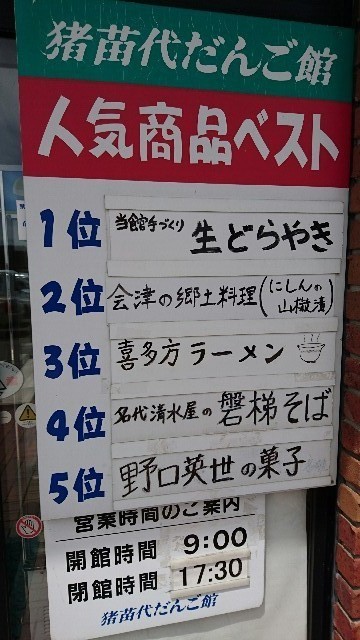 猪苗代だんご館
人気商品ベスト
1位 当館手づくり 生どらやき
2位 会津の郷土料理(にしんの山椒漬)
3位 喜多方ラーメン
4位 名代清水屋の磐梯そば
5位 野口英世の菓子
営業時間のご案内
開館時間 9:00
閉館時間 17:30
猪苗代だんご館